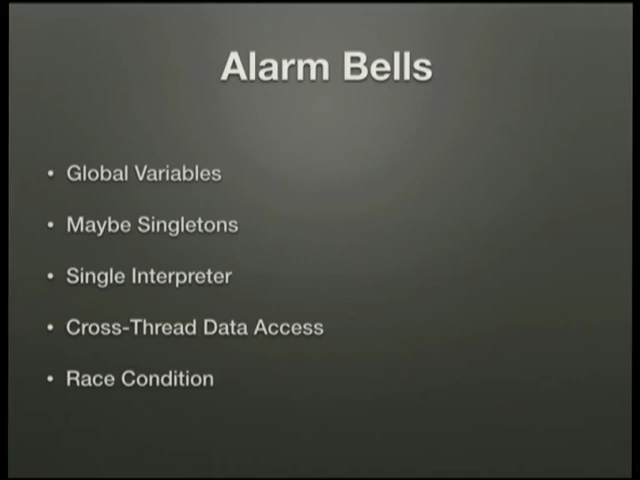 Alarm Bells
• Global Variables
• Maybe Singletons
• Single Interpreter
• Cross-Thread Data Access
• Race Condition